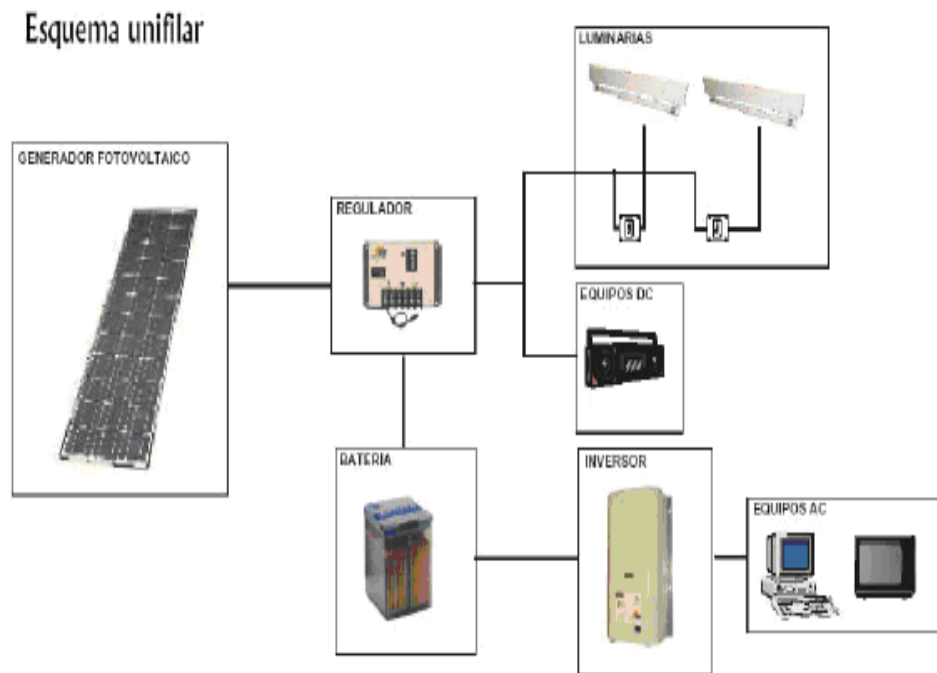 Esquema unifilar
LUMINARIAS
GENERADOR FOTOVOLTAICO
REGULADOR
EQUIPOS DC
BATERIA
INVERSOR
EQUIPOS AC